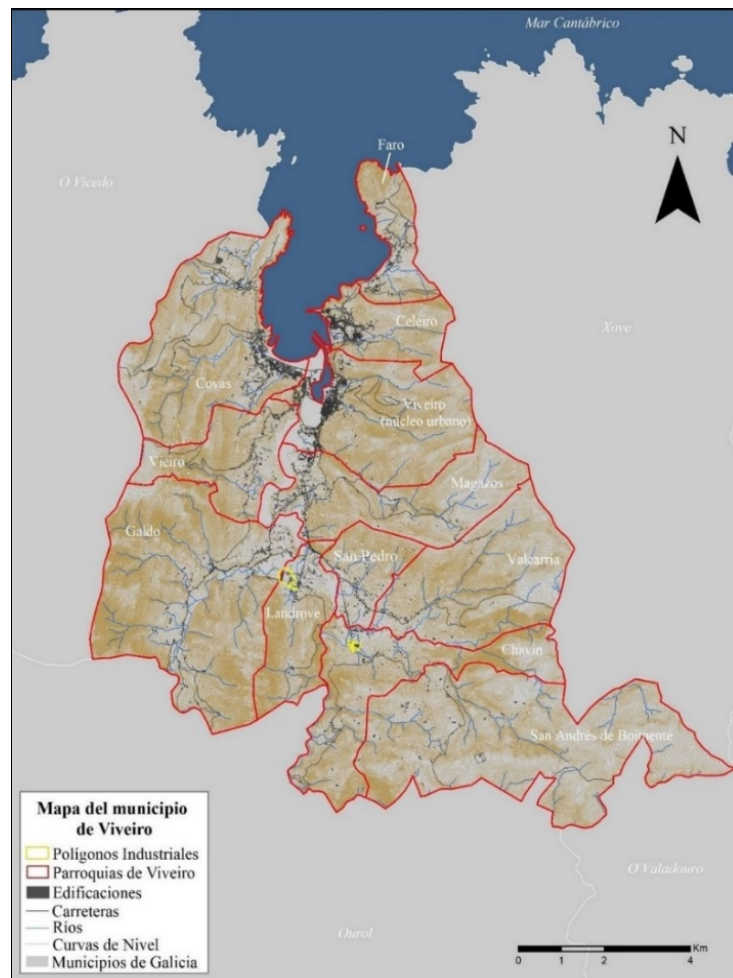 Mar Cantábrico
Faro
N
O Vicedo
Celeiro
Xove
Covas
Viveiro
(núcleo urbano)
Vieiro
Magazos
Galdo
San Pedro
Valcarría
Landrove
Chavín
San Andrés de Boimente
Mapa del municipio
de Viveiro
Polígonos Industriales
Parroquias de Viveiro
Edificaciones
Carreteras
Ríos
Curvas de Nivel
Municipios de Galicia
O Valadouro
Ourol
Km
0 1 2 4